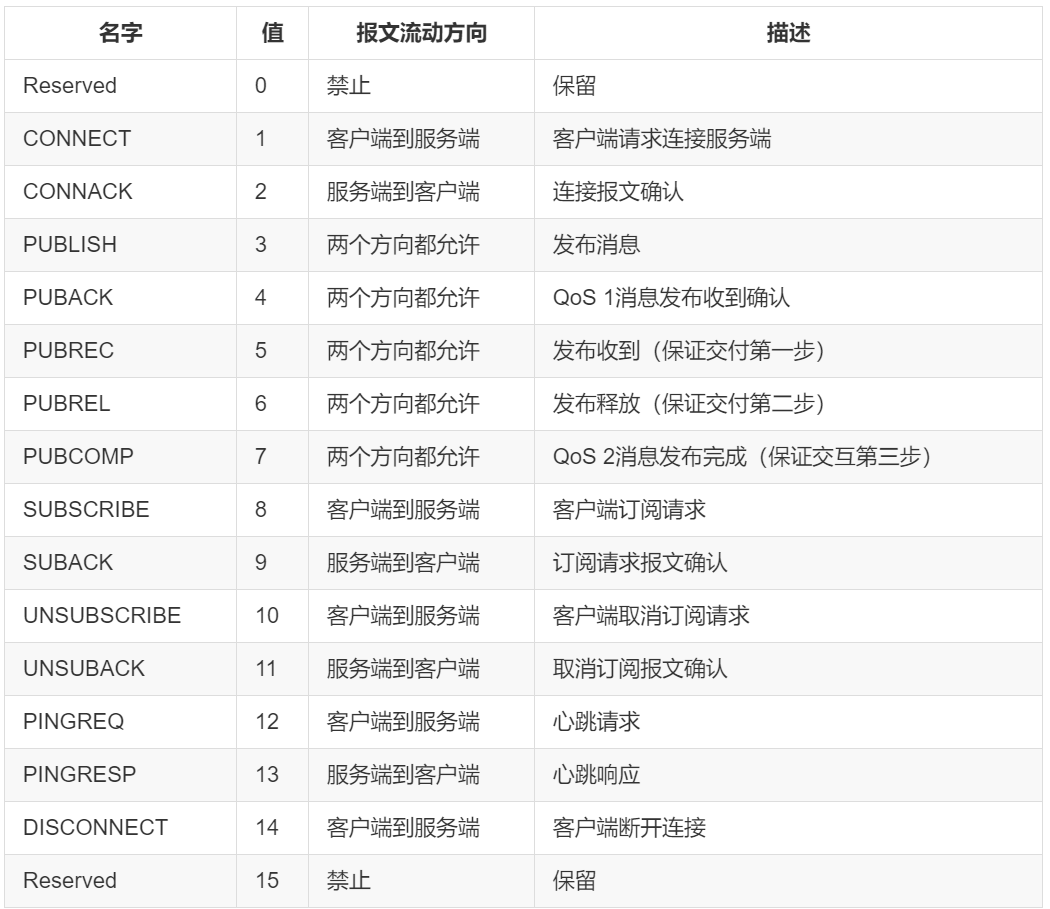 名字 值 报文流动方向 描述
Reserved 0 禁止 保留
CONNECT 1 客户端到服务端 客户端请求连接服务端
CONNACK 2 服务端到客户端 连接报文确认
PUBLISH 3 两个方向都允许 发布消息
PUBACK 4 两个方向都允许 QoS 1消息发布收到确认
PUBREC 5 两个方向都允许 发布收到（保证交付第一步）
PUBREL 6 两个方向都允许 发布释放（保证交付第二步）
PUBCOMP 7 两个方向都允许 QoS 2消息发布完成（保证交互第三步）
SUBSCRIBE 8 客户端到服务端 客户端订阅请求
SUBACK 9 服务端到客户端 订阅请求报文确认
UNSUBSCRIBE 10 客户端到服务端 客户端取消订阅请求
UNSUBACK 11 服务端到客户端 取消订阅报文确认
PINGREQ 12 客户端到服务端 心跳请求
PINGRESP 13 服务端到客户端 心跳响应
DISCONNECT 14 客户端到服务端 客户端断开连接
Reserved 15 禁止 保留